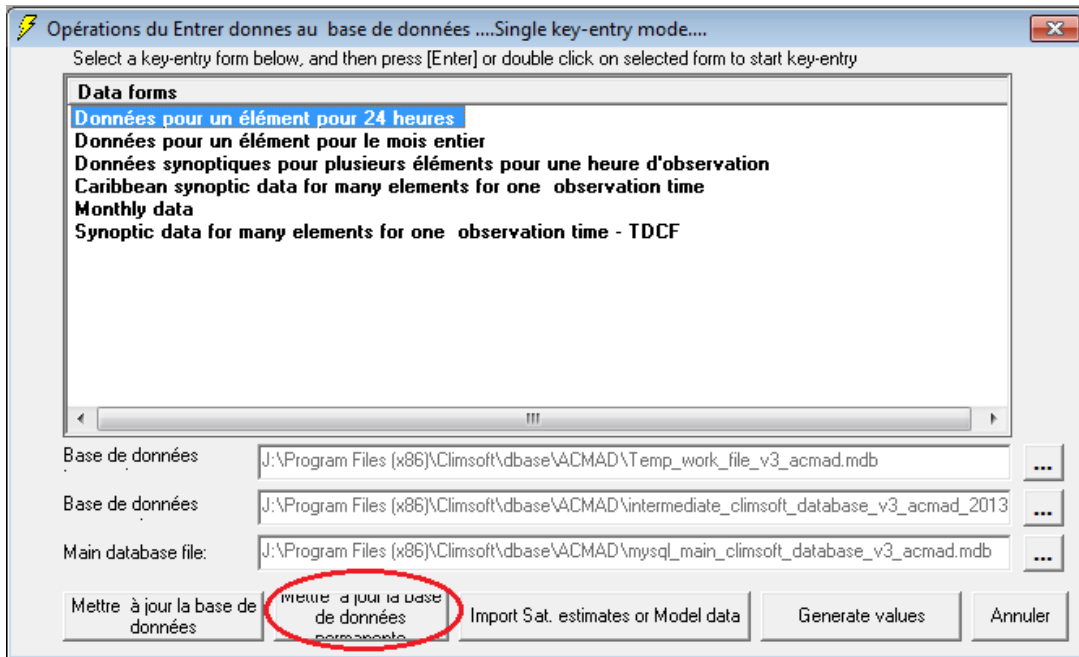 Opérations du Entrer donnes au base de données ....Single key-entry mode....
Select a key-entry form below, and then press [Enter] or double click on selected form to start key-entry
Data forms
Données pour un élément pour 24 heures
Données pour un élément pour le mois entier
Données synoptiques pour plusieurs éléments pour une heure d'observation
Caribbean synoptic data for many elements for one observation time
Monthly data
Synoptic data for many elements for one observation time - TDCF
Base de données
J:\Program Files (x86)\Climsoft\dbase\ACMAD\Temp_work_file_v3_acmad.mdb
...
Base de données
J:\Program Files (x86)\Climsoft\dbase\ACMAD\intermediate_climsoft_database_v3_acmad_2013
...
Main database file:
J:\Program Files (x86)\Climsoft\dbase\ACMAD\mysql_main_climsoft_database_v3_acmad.mdb
...
Mettre à jour la base de
données
Mettre à jour la base
de données
permanente
Import Sat. estimates or Model data
Generate values
Annuler